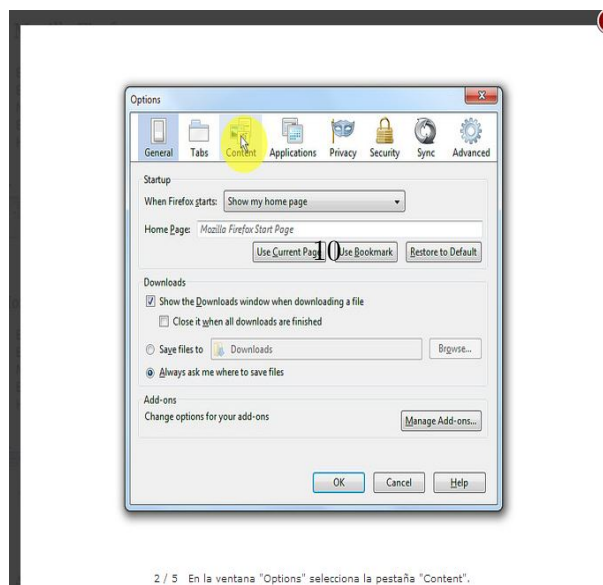 Options
General Tabs Content Applications Privacy Security Sync Advanced
Startup
When Firefox starts: Show my home page
Home Page: Mozilla Firefox Start Page
Use Current Page 10 Use Bookmark Restore to Default
Downloads
Show the Downloads window when downloading a file
Close it when all downloads are finished
Save files to Downloads Browse...
Always ask me where to save files
Add-ons
Change options for your add-ons Manage Add-ons...
OK Cancel Help
2 / 5 En la ventana "Options" selecciona la pestaña "Content".